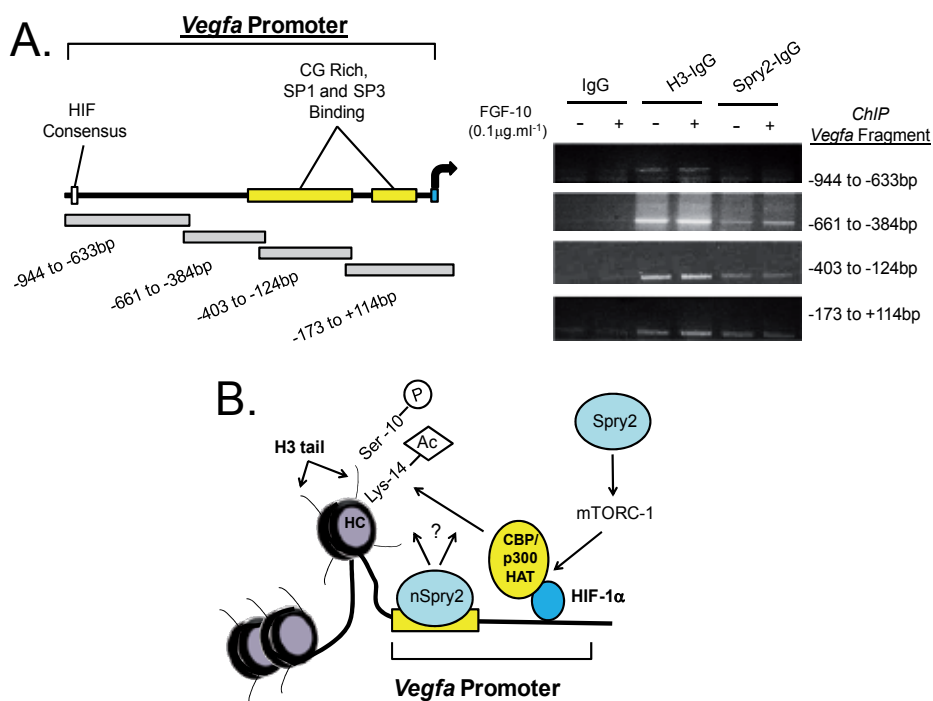 A.
Vegfa Promoter
HIF
Consensus
CG Rich,
SP1 and SP3
Binding
-944 to -633bp
-661 to -384bp
-403 to -124bp
-173 to +114bp
IgG
H3-IgG
Spry2-IgG
FGF-10
(0.1µg.ml-1)
- + - + - +
ChIP
Vegfa Fragment
-944 to -633bp
-661 to -384bp
-403 to -124bp
-173 to +114bp
B.
H3 tail
Ser -10
P
Lys-14
Ac
HC
?
nSpry2
CBP/
p300
HAT
HIF-1α
Spry2
mTORC-1
Vegfa Promoter